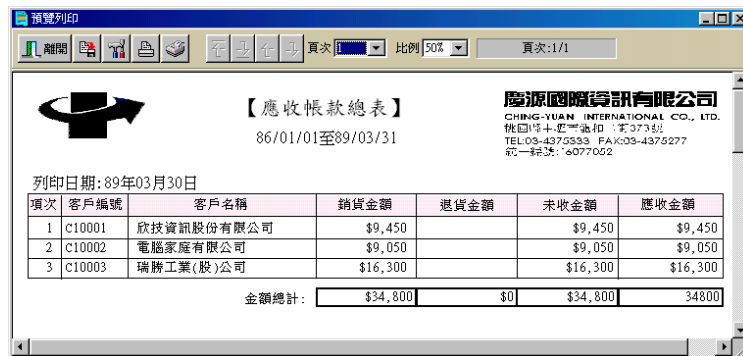 預覽列印
離開 頁次 1 比例 50% 頁次:1/1
【應收帳款總表】
86/01/01至89/03/31
慶源國際資訊有限公司
CHING-YUAN INTERNATIONAL CO., LTD.
TEL:03-4375333 FAX:03-4375277
統一編號:16077052
列印日期:89年03月30日
項次 客戶編號 客戶名稱 銷貨金額 退貨金額 未收金額 應收金額
1 C10001 欣技資訊股份有限公司 $9,450 $9,450 $9,450
2 C10002 電腦家庭有限公司 $9,050 $9,050 $9,050
3 C10003 瑞勝工業(股)公司 $16,300 $16,300 $16,300
金額總計: $34,800 $0 $34,800 34800